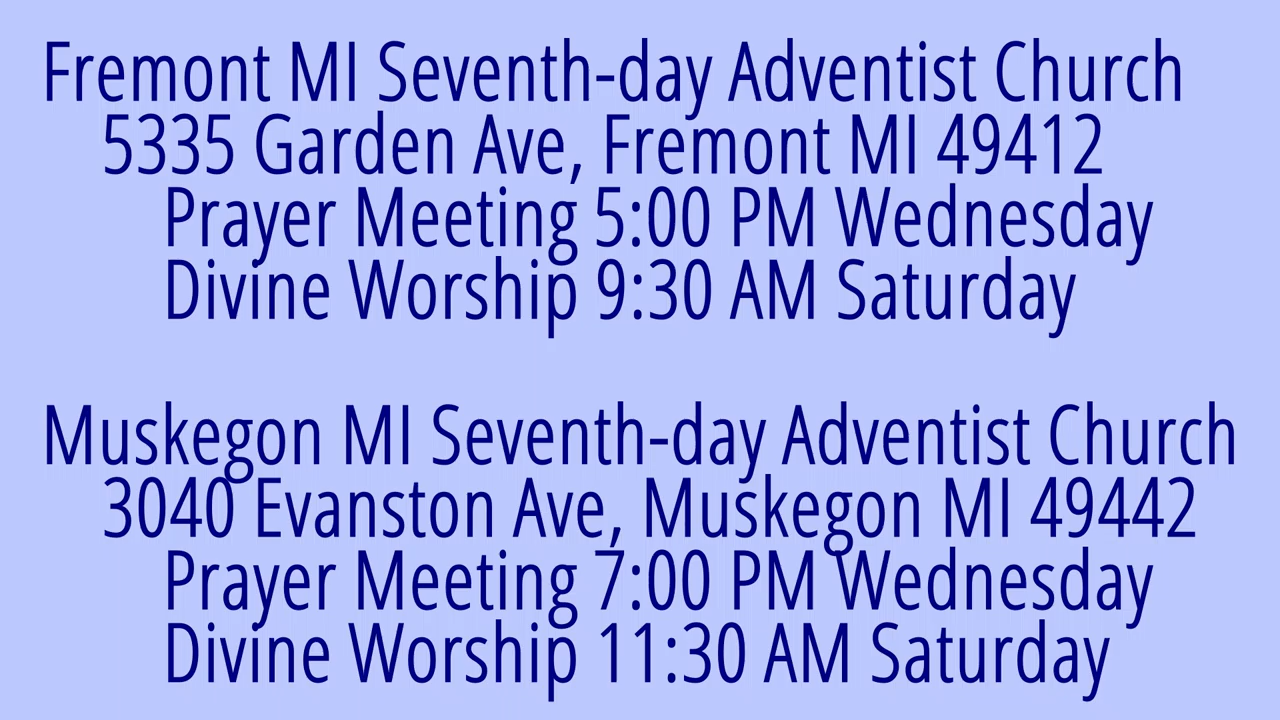 Fremont MI Seventh-day Adventist Church
5335 Garden Ave, Fremont MI 49412
Prayer Meeting 5:00 PM Wednesday
Divine Worship 9:30 AM Saturday
Muskegon MI Seventh-day Adventist Church
3040 Evanston Ave, Muskegon MI 49442
Prayer Meeting 7:00 PM Wednesday
Divine Worship 11:30 AM Saturday